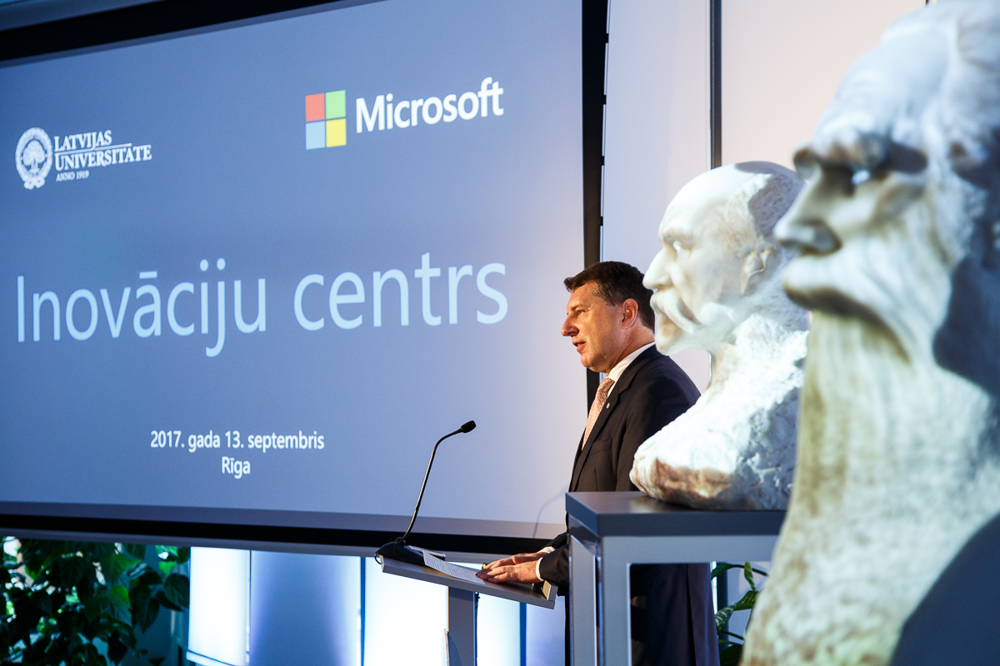 LATVIJAS
UNIVERSITĀTE
ANNO 1919
Microsoft
Inovāciju centrs
2017. gada 13. septembris
Rīga